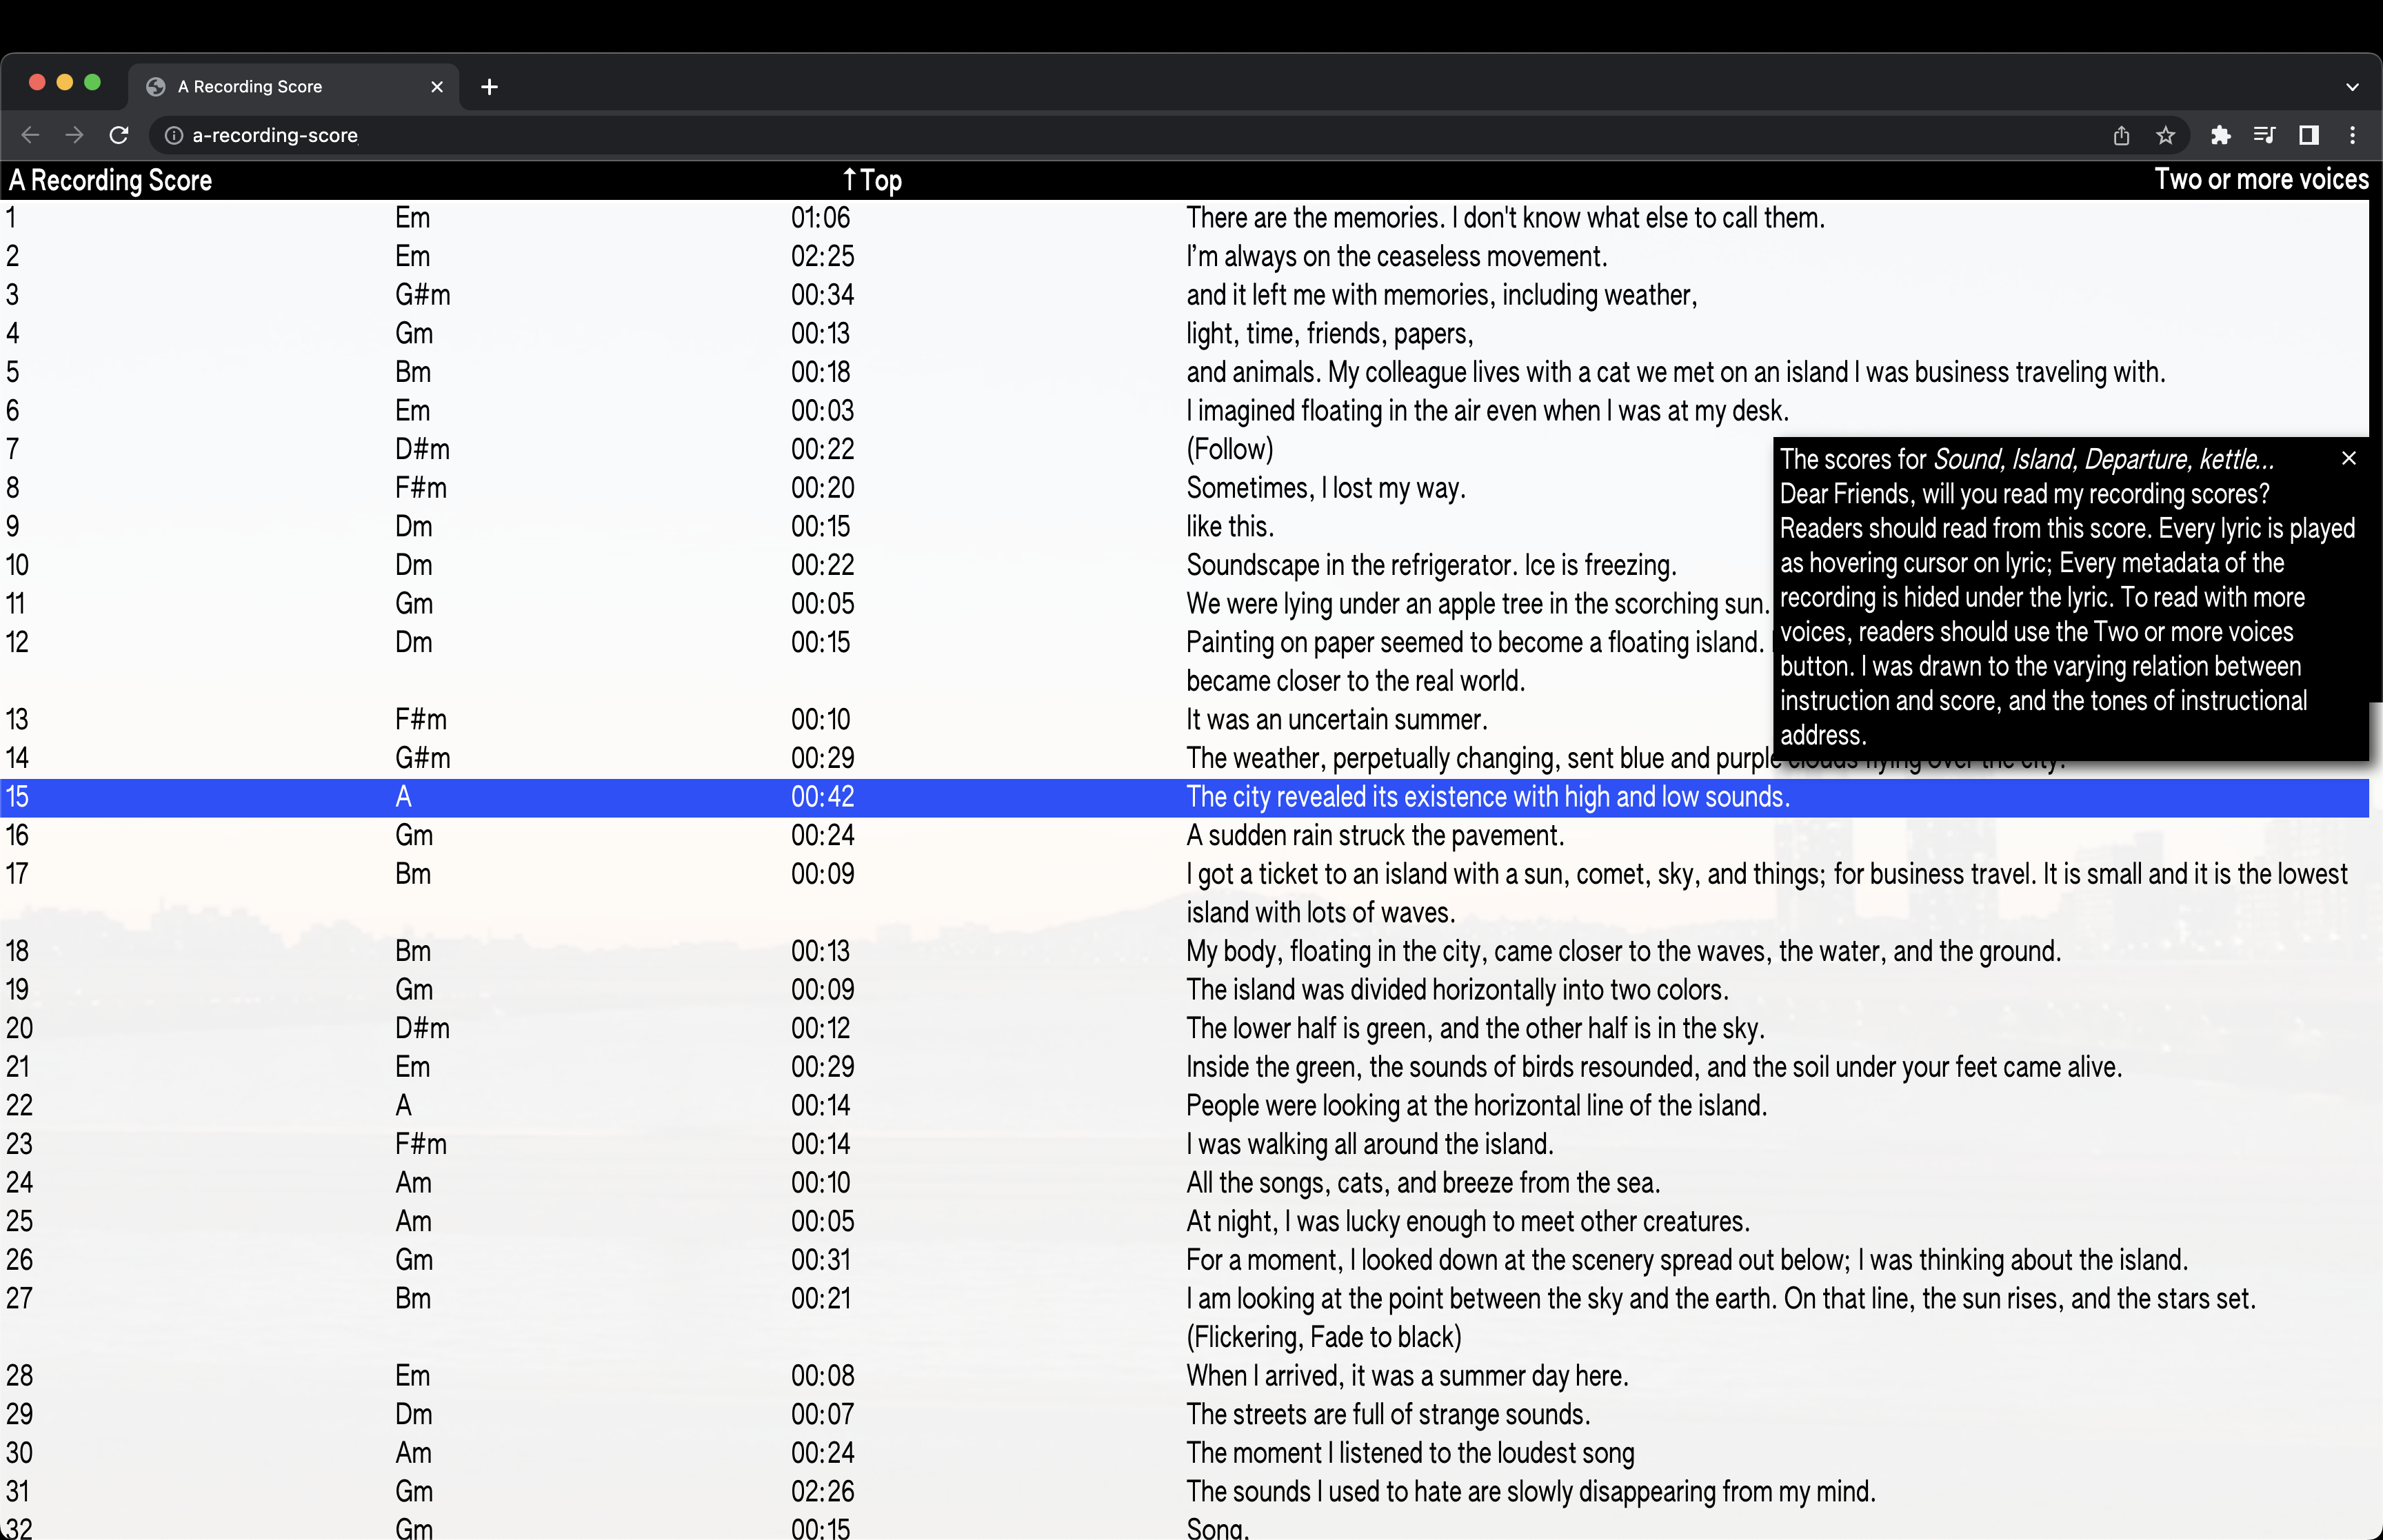 A Recording Score
a-recording-score
A Recording Score ↑Top Two or more voices
1 Em 01:06 There are the memories. I don't know what else to call them.
2 Em 02:25 I’m always on the ceaseless movement.
3 G#m 00:34 and it left me with memories, including weather,
4 Gm 00:13 light, time, friends, papers,
5 Bm 00:18 and animals. My colleague lives with a cat we met on an island I was business traveling with.
6 Em 00:03 I imagined floating in the air even when I was at my desk.
7 D#m 00:22 (Follow)
8 F#m 00:20 Sometimes, I lost my way.
9 Dm 00:15 like this.
10 Dm 00:22 Soundscape in the refrigerator. Ice is freezing.
11 Gm 00:05 We were lying under an apple tree in the scorching sun.
12 Dm 00:15 Painting on paper seemed to become a floating island.
became closer to the real world.
13 F#m 00:10 It was an uncertain summer.
14 G#m 00:29 The weather, perpetually changing, sent blue and purple clouds flying over the city.
15 A 00:42 The city revealed its existence with high and low sounds.
16 Gm 00:24 A sudden rain struck the pavement.
17 Bm 00:09 I got a ticket to an island with a sun, comet, sky, and things; for business travel. It is small and it is the lowest
island with lots of waves.
18 Bm 00:13 My body, floating in the city, came closer to the waves, the water, and the ground.
19 Gm 00:09 The island was divided horizontally into two colors.
20 D#m 00:12 The lower half is green, and the other half is in the sky.
21 Em 00:29 Inside the green, the sounds of birds resounded, and the soil under your feet came alive.
22 A 00:14 People were looking at the horizontal line of the island.
23 F#m 00:14 I was walking all around the island.
24 Am 00:10 All the songs, cats, and breeze from the sea.
25 Am 00:05 At night, I was lucky enough to meet other creatures.
26 Gm 00:31 For a moment, I looked down at the scenery spread out below; I was thinking about the island.
27 Bm 00:21 I am looking at the point between the sky and the earth. On that line, the sun rises, and the stars set.
(Flickering, Fade to black)
28 Em 00:08 When I arrived, it was a summer day here.
29 Dm 00:07 The streets are full of strange sounds.
30 Am 00:24 The moment I listened to the loudest song
31 Gm 02:26 The sounds I used to hate are slowly disappearing from my mind.
32 Gm 00:15 Song,
The scores for Sound, Island, Departure, kettle...
Dear Friends, will you read my recording scores?
Readers should read from this score. Every lyric is played
as hovering cursor on lyric; Every metadata of the
recording is hided under the lyric. To read with more
voices, readers should use the Two or more voices
button. I was drawn to the varying relation between
instruction and score, and the tones of instructional
address.